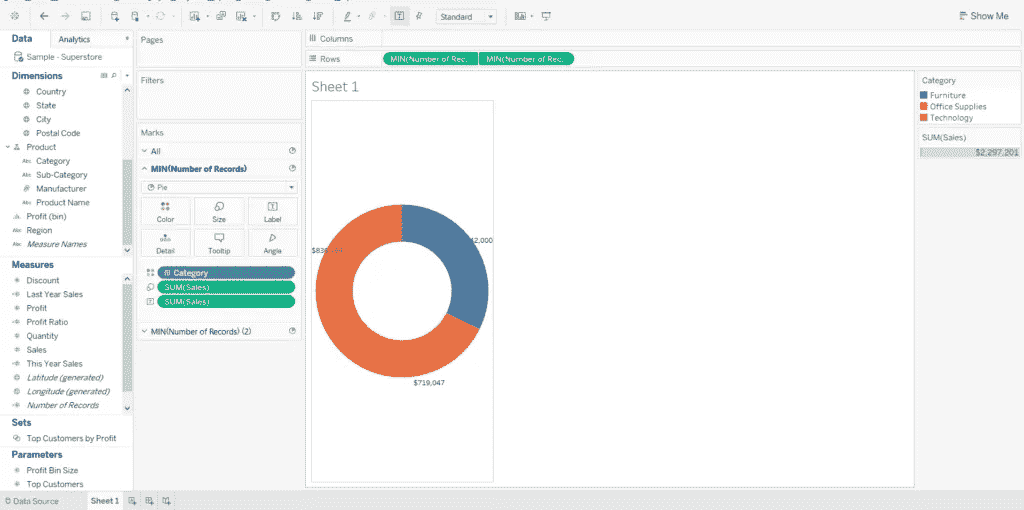 Standard
Show Me
Data
Analytics
Sample - Superstore
Dimensions
Country
State
City
Postal Code
Product
Abc Category
Abc Sub-Category
Manufacturer
Abc Product Name
Profit (bin)
Abc Region
Abc Measure Names
Measures
Discount
Last Year Sales
Profit
Profit Ratio
Quantity
Sales
This Year Sales
Latitude (generated)
Longitude (generated)
Number of Records
Sets
Top Customers by Profit
Parameters
Profit Bin Size
Top Customers
Pages
Filters
Marks
All
MIN(Number of Records)
Pie
Color
Size
Label
Detail
Tooltip
Angle
Category
SUM(Sales)
SUM(Sales)
MIN(Number of Records) (2)
Columns
Rows
MIN(Number of Rec.
MIN(Number of Rec.
Sheet 1
2,000
$719,047
Category
Furniture
Office Supplies
Technology
SUM(Sales)
$2,297,201
Data Source
Sheet 1